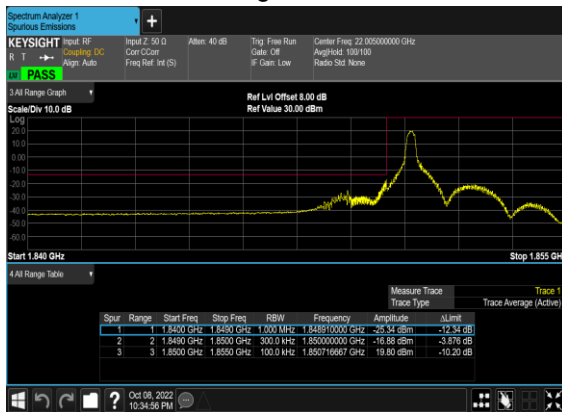 Spectrum Analyzer 1
Spurious Emissions
KEYSIGHT Input: RF Input Z: 50 Ω Atten: 40 dB Trig: Free Run Center Freq: 22.005000000 GHz
R T Coupling: DC Corr CCorr Gate: Off Avg|Hold: 100/100
Align: Auto Freq Ref: Int (S) IF Gain: Low Radio Std: None
PASS
3 All Range Graph
Ref Lvl Offset 8.00 dB
Scale/Div 10.0 dB Ref Value 30.00 dBm
Log
20.0
10.0
0.00
-10.0
-20.0
-30.0
-40.0
-50.0
-60.0
Start 1.840 GHz Stop 1.855 GH
4 All Range Table
Measure Trace Trace 1
Trace Type Trace Average (Active)
Spur Range Start Freq Stop Freq RBW Frequency Amplitude ΔLimit
1 1 1.8400 GHz 1.8490 GHz 1.000 MHz 1.848910000 GHz -25.34 dBm -12.34 dB
2 2 1.8490 GHz 1.8500 GHz 300.0 kHz 1.850000000 GHz -16.88 dBm -3.876 dB
3 3 1.8500 GHz 1.8550 GHz 100.0 kHz 1.850716667 GHz 19.80 dBm -10.20 dB
? Oct 08, 2022
10:34:56 PM